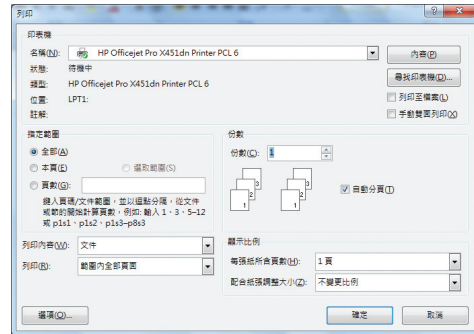 列印
印表機
名稱(N): HP Officejet Pro X451dn Printer PCL 6 內容(P)
狀態: 待機中 尋找印表機(D)...
類型: HP Officejet Pro X451dn Printer PCL 6
位置: LPT1: 列印至檔案(L)
註解: 手動雙面列印(X)
指定範圍
全部(A)
本頁(E) 選取範圍(S)
頁數(G):
鍵入頁碼/文件範圍，並以逗點分隔，從文件
或節的開始計算頁數，例如: 輸入 1、3、5–12
或 p1s1、p1s2、p1s3–p8s3
份數
份數(C): 1
1 2 3 1 2 3 自動分頁(T)
列印內容(W): 文件
列印(R): 範圍內全部頁面
顯示比例
每張紙所含頁數(H): 1 頁
配合紙張調整大小(Z): 不變更比例
選項(O)... 確定 取消